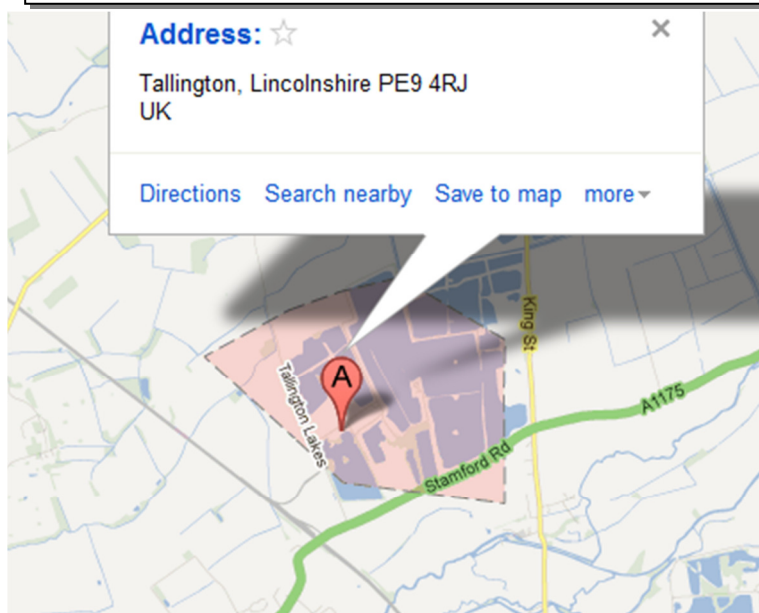 Address:
Tallington, Lincolnshire PE9 4RJ
UK
Directions Search nearby Save to map more
King St
A
Tallington Lakes
A1175
Stamford Rd